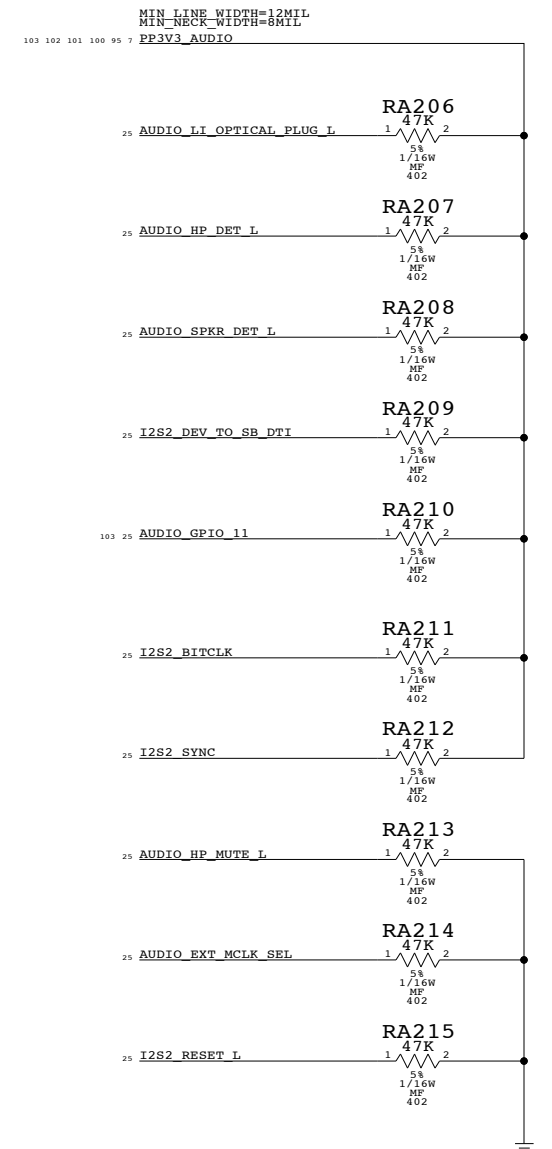 MIN_LINE_WIDTH=12MIL
MIN_NECK_WIDTH=8MIL
103 102 101 100 95 7 PP3V3_AUDIO
RA206
47K
25 AUDIO_LI_OPTICAL_PLUG_L 1 2
5%
1/16W
MF
402
RA207
47K
25 AUDIO_HP_DET_L 1 2
5%
1/16W
MF
402
RA208
47K
25 AUDIO_SPKR_DET_L 1 2
5%
1/16W
MF
402
RA209
47K
25 I2S2_DEV_TO_SB_DTI 1 2
5%
1/16W
MF
402
RA210
47K
103 25 AUDIO_GPIO_11 1 2
5%
1/16W
MF
402
RA211
47K
25 I2S2_BITCLK 1 2
5%
1/16W
MF
402
RA212
47K
25 I2S2_SYNC 1 2
5%
1/16W
MF
402
RA213
47K
25 AUDIO_HP_MUTE_L 1 2
5%
1/16W
MF
402
RA214
47K
25 AUDIO_EXT_MCLK_SEL 1 2
5%
1/16W
MF
402
RA215
47K
25 I2S2_RESET_L 1 2
5%
1/16W
MF
402